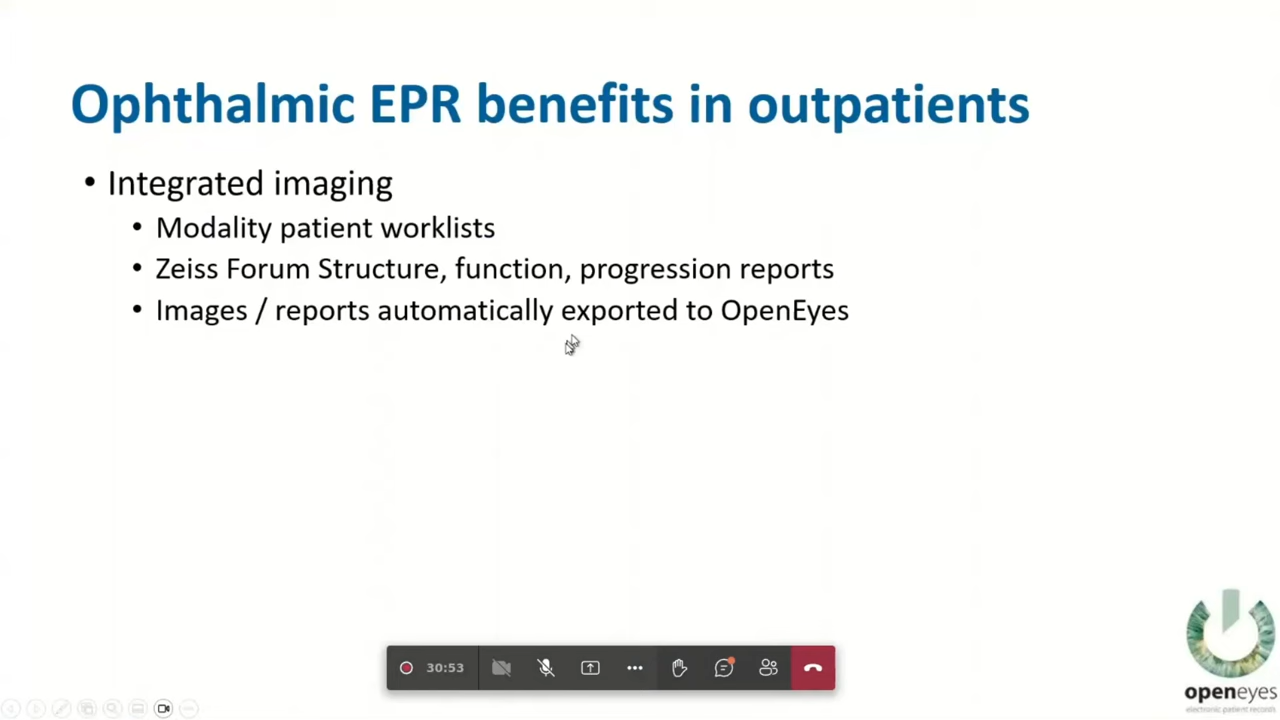 Ophthalmic EPR benefits in outpatients
• Integrated imaging
• Modality patient worklists
• Zeiss Forum Structure, function, progression reports
• Images / reports automatically exported to OpenEyes
30:53
openeyes
electronic patient records